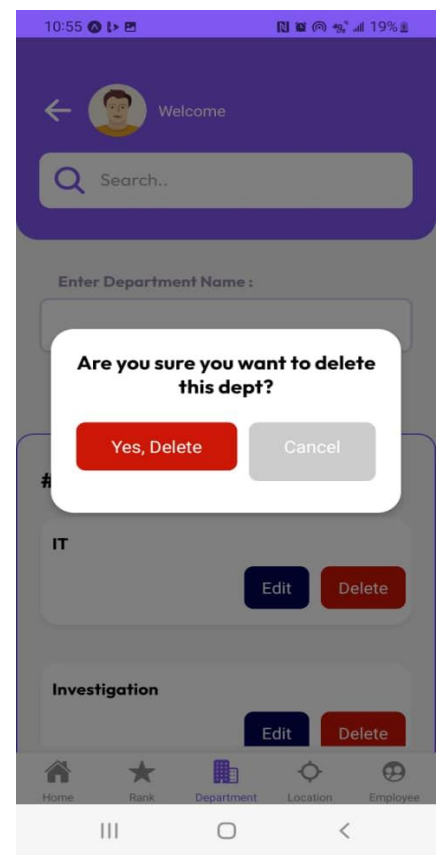 10:55
19%
Welcome
Search..
Enter Department Name :
Are you sure you want to delete
this dept?
Yes, Delete Cancel
#
IT
Edit Delete
Investigation
Edit Delete
Home Rank Department Location Employee